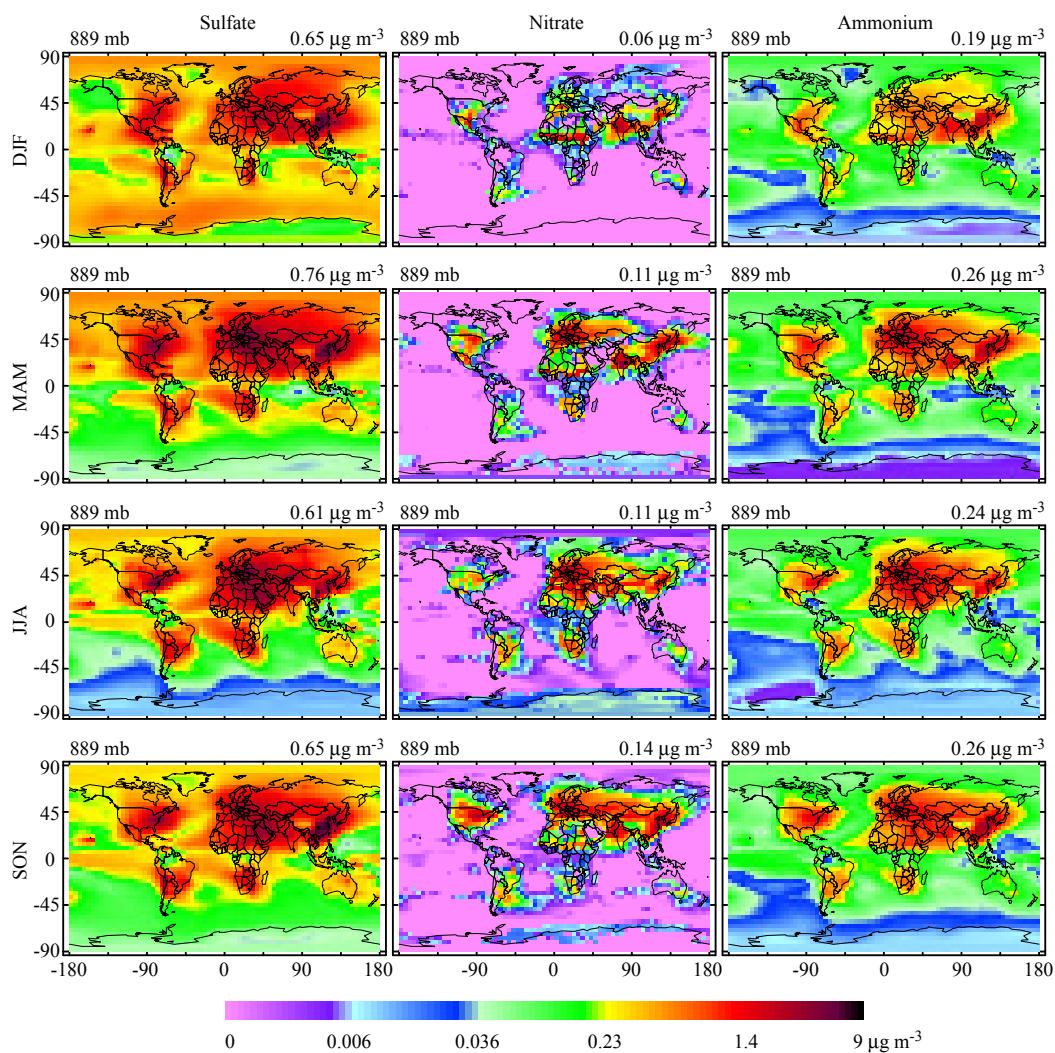 Sulfate Nitrate Ammonium
889 mb 0.65 µg m-3 889 mb 0.06 µg m-3 889 mb 0.19 µg m-3
90
45
0
-45
-90
DJF
889 mb 0.76 µg m-3 889 mb 0.11 µg m-3 889 mb 0.26 µg m-3
90
45
0
-45
-90
MAM
889 mb 0.61 µg m-3 889 mb 0.11 µg m-3 889 mb 0.24 µg m-3
90
45
0
-45
-90
JJA
889 mb 0.65 µg m-3 889 mb 0.14 µg m-3 889 mb 0.26 µg m-3
90
45
0
-45
-90
SON
-180 -90 0 90 180 -90 0 90 180 -90 0 90 180
0 0.006 0.036 0.23 1.4 9 µg m-3